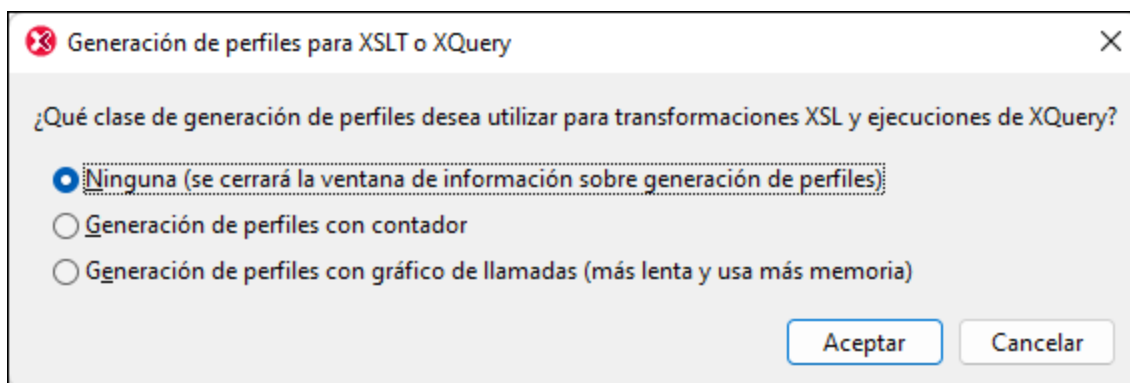 Generación de perfiles para XSLT o XQuery
¿Qué clase de generación de perfiles desea utilizar para transformaciones XSL y ejecuciones de XQuery?
Ninguna (se cerrará la ventana de información sobre generación de perfiles)
Generación de perfiles con contador
Generación de perfiles con gráfico de llamadas (más lenta y usa más memoria)
Aceptar Cancelar